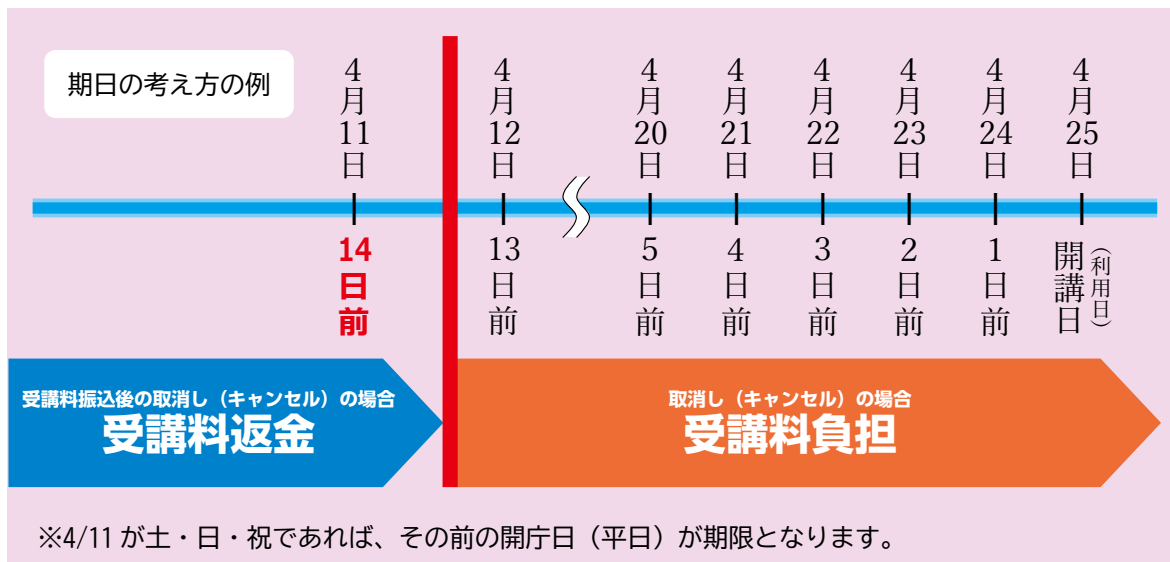 期日の考え方の例
4月11日
4月12日
4月20日
4月21日
4月22日
4月23日
4月24日
4月25日
14日前
13日前
5日前
4日前
3日前
2日前
1日前
開講日（利用日）
受講料振込後の取消し（キャンセル）の場合
受講料返金
取消し（キャンセル）の場合
受講料負担
※4/11 が土・日・祝であれば、その前の開庁日（平日）が期限となります。